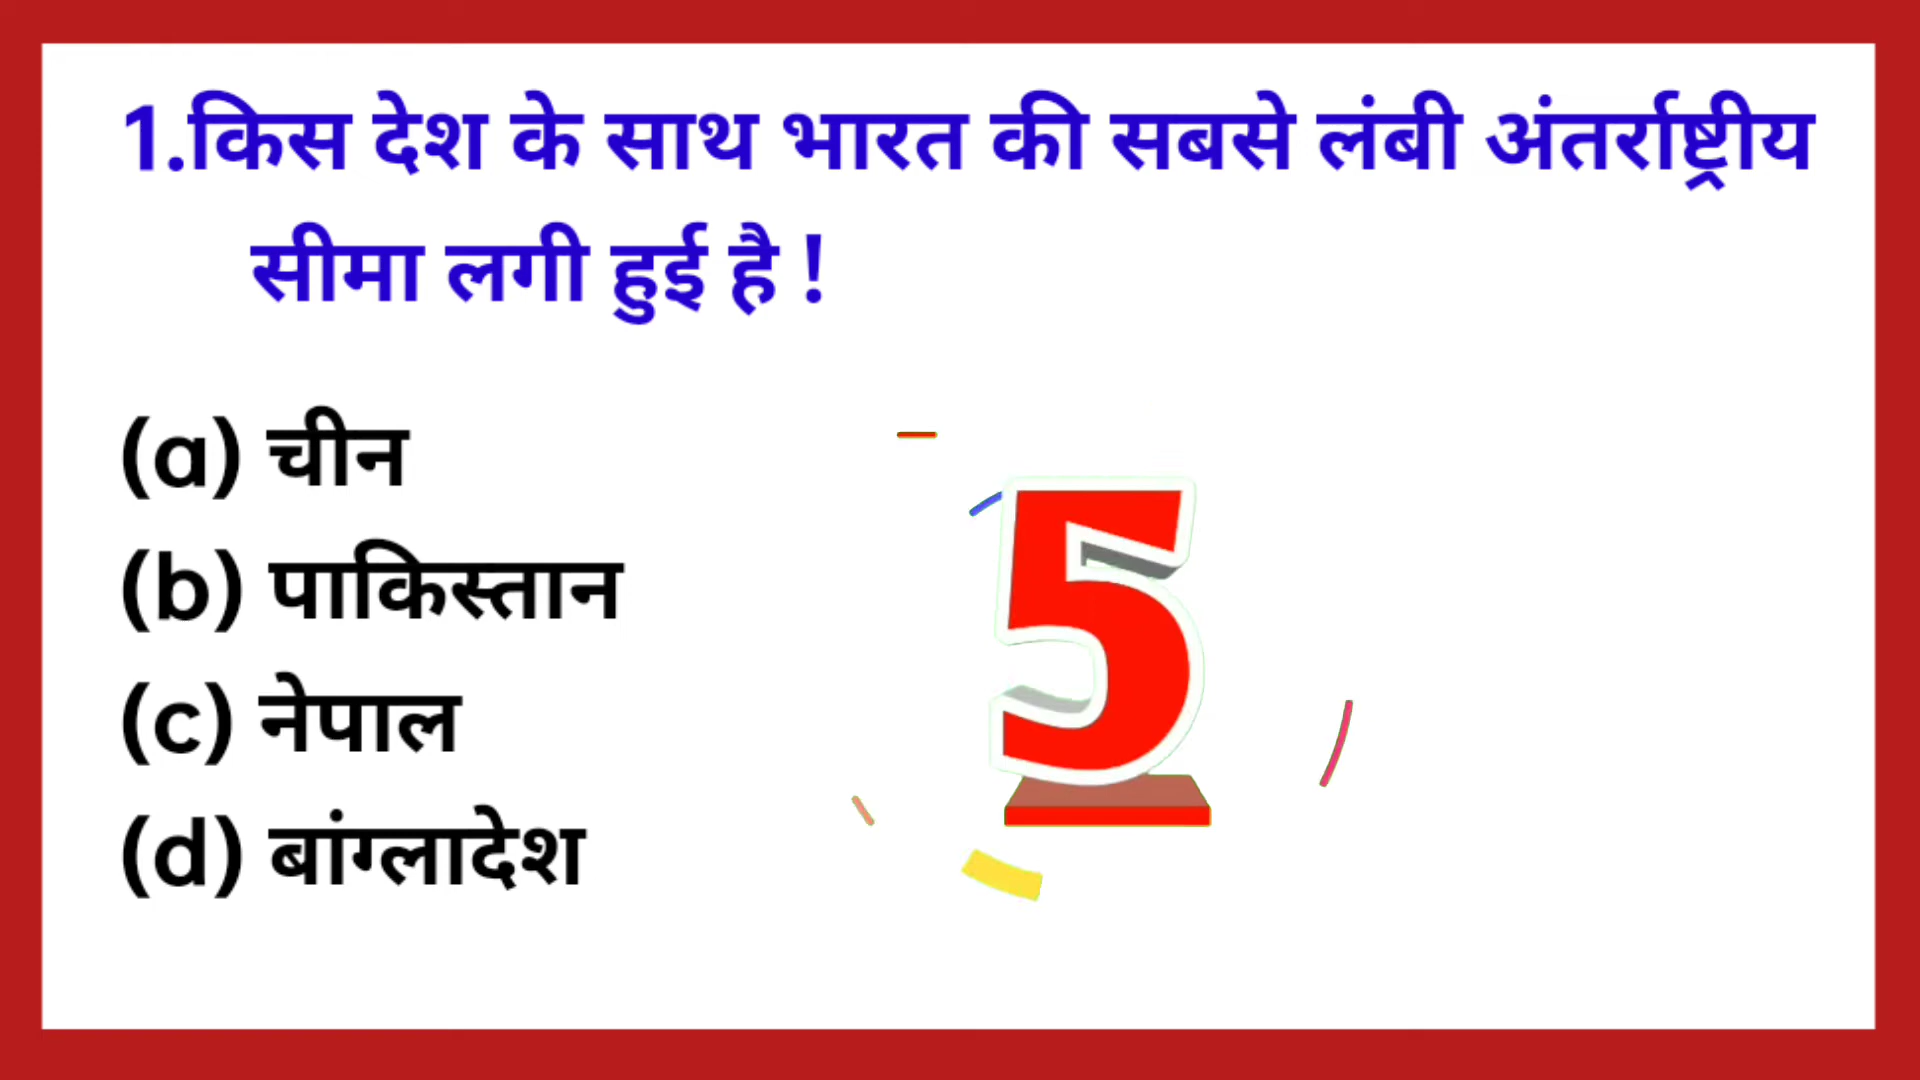 1.किस देश के साथ भारत की सबसे लंबी अंतर्राष्ट्रीय
सीमा लगी हुई है !
(a) चीन
(b) पाकिस्तान
(c) नेपाल
(d) बांग्लादेश
5